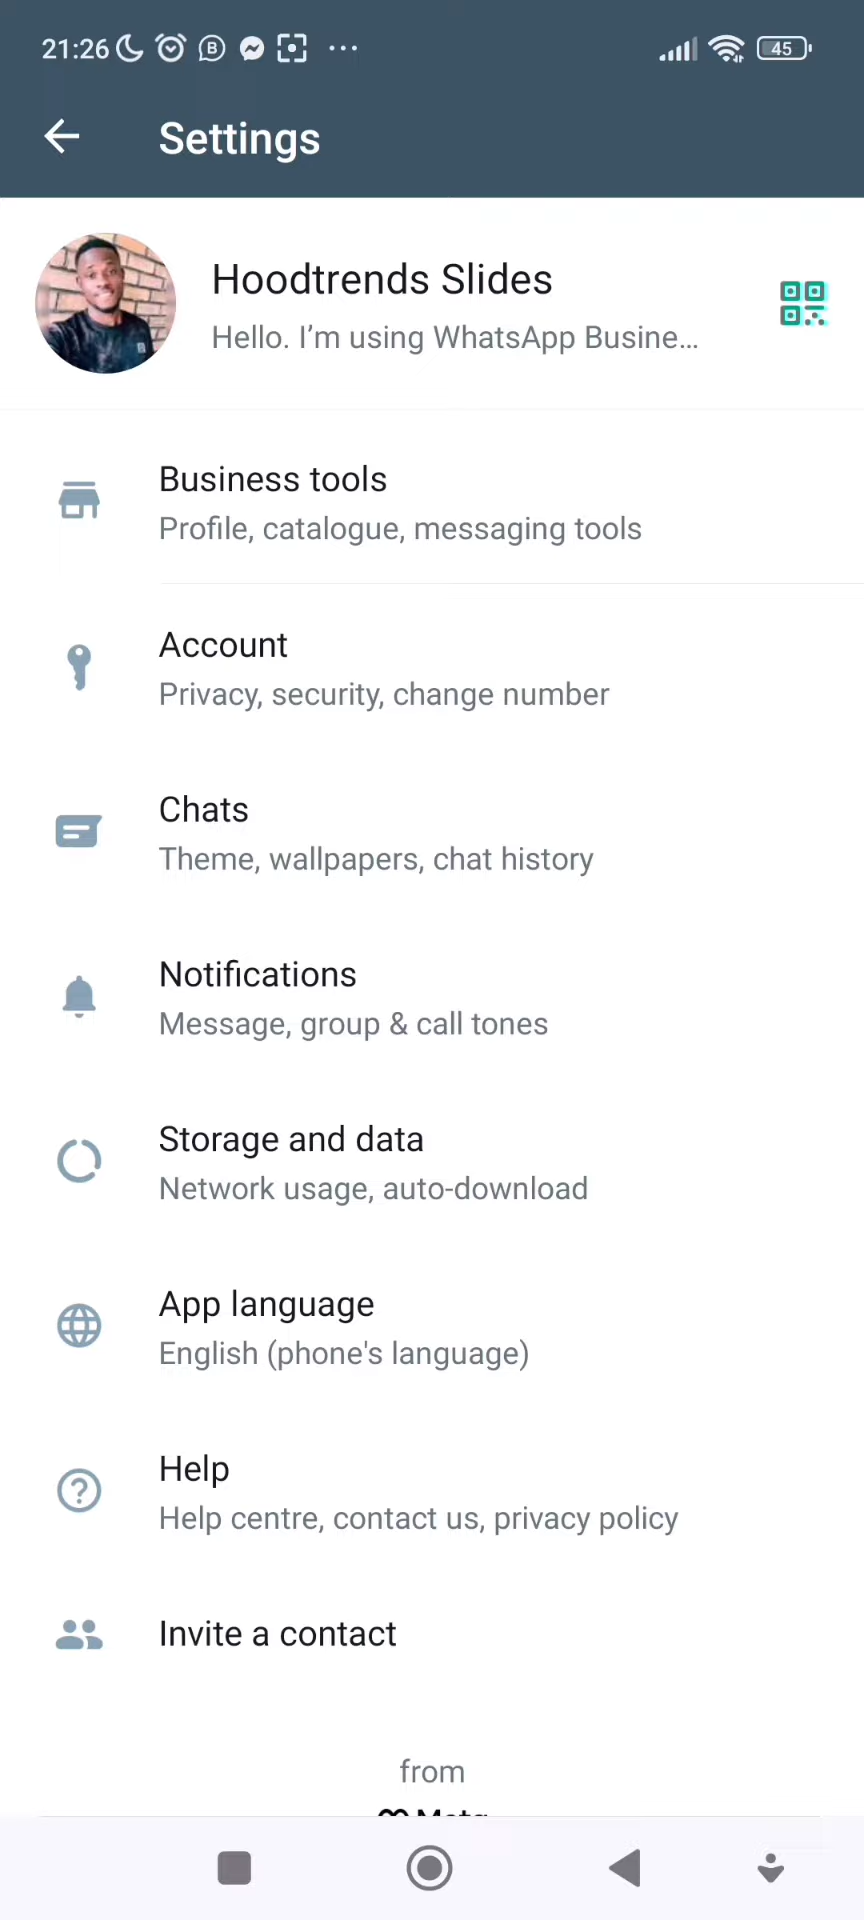 21:26 B 45
Settings
Hoodtrends Slides
Hello. I’m using WhatsApp Busine...
Business tools
Profile, catalogue, messaging tools
Account
Privacy, security, change number
Chats
Theme, wallpapers, chat history
Notifications
Message, group & call tones
Storage and data
Network usage, auto-download
App language
English (phone's language)
Help
Help centre, contact us, privacy policy
Invite a contact
from